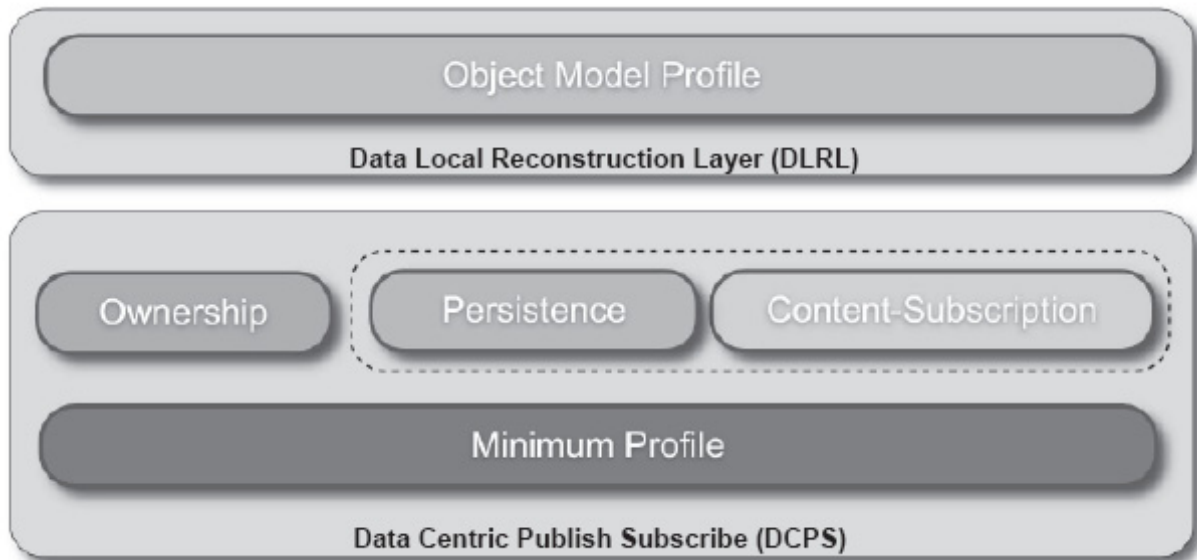 Object Model Profile
Data Local Reconstruction Layer (DLRL)
Ownership
Persistence
Content-Subscription
Minimum Profile
Data Centric Publish Subscribe (DCPS)